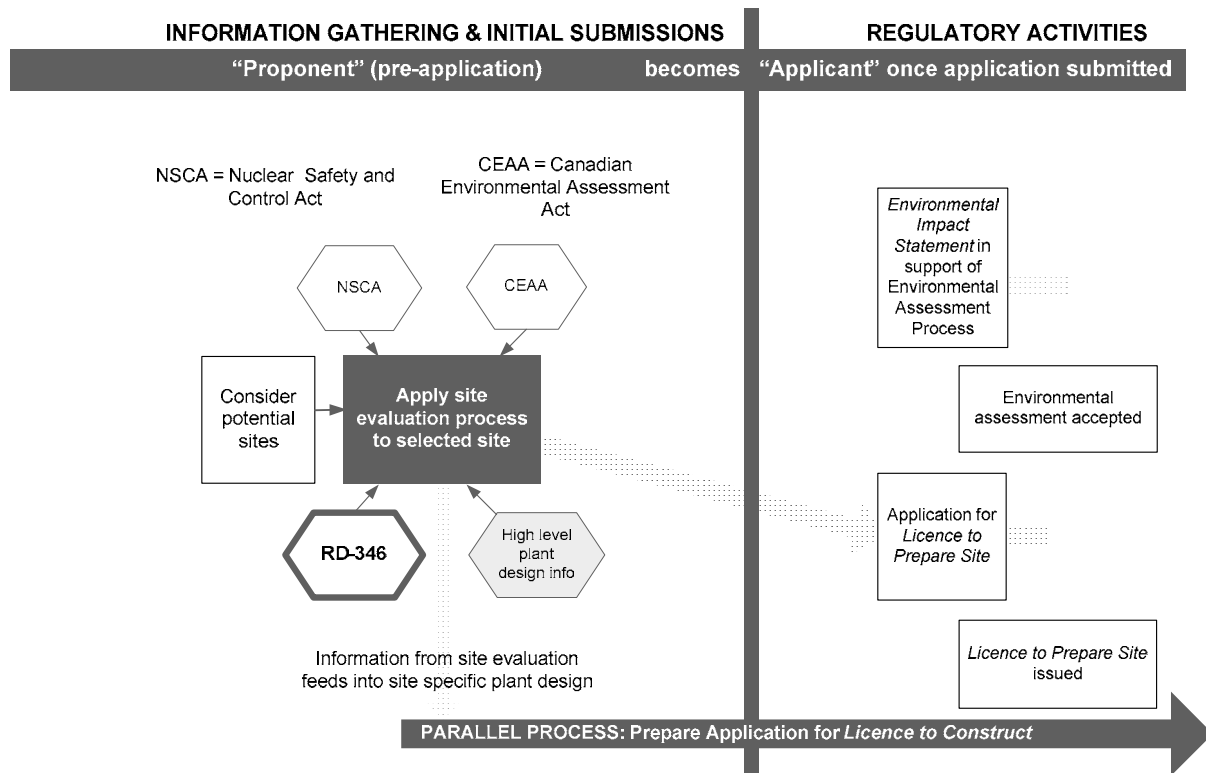 INFORMATION GATHERING & INITIAL SUBMISSIONS
REGULATORY ACTIVITIES
“Proponent” (pre-application)
becomes
“Applicant” once application submitted
NSCA = Nuclear Safety and
Control Act
CEAA = Canadian
Environmental Assessment
Act
NSCA
CEAA
Consider
potential
sites
Apply site
evaluation process
to selected site
RD-346
High level
plant
design info
Information from site evaluation
feeds into site specific plant design
Environmental
Impact
Statement in
support of
Environmental
Assessment
Process
Environmental
assessment accepted
Application for
Licence to
Prepare Site
Licence to Prepare Site
issued
PARALLEL PROCESS: Prepare Application for Licence to Construct